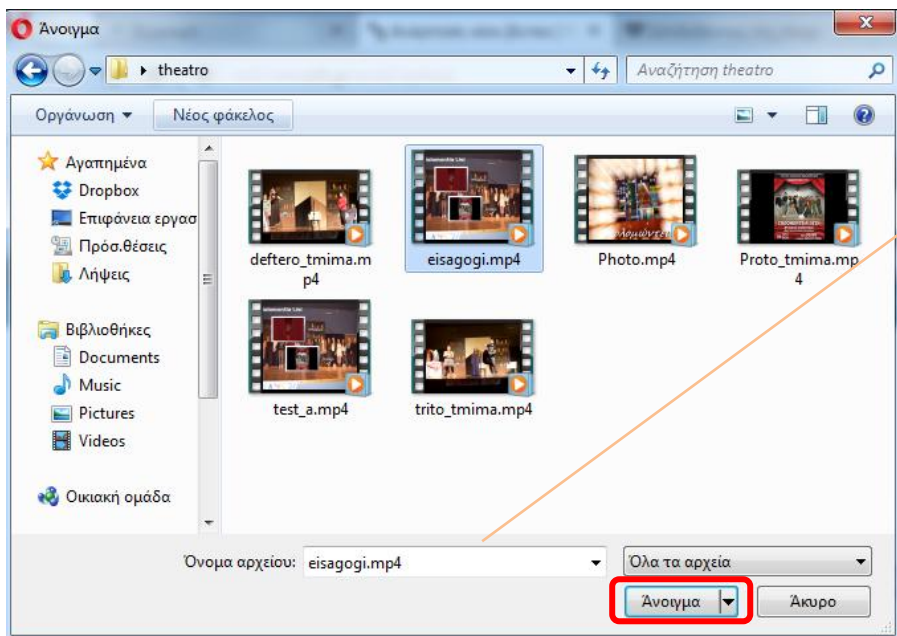 Άνοιγμα
theatro
Αναζήτηση theatro
Οργάνωση
Νέος φάκελος
Αγαπημένα
Dropbox
Επιφάνεια εργασ
Πρόσ.θέσεις
Λήψεις
Βιβλιοθήκες
Documents
Music
Pictures
Videos
Οικιακή ομάδα
deftero_tmima.m
p4
eisagogi.mp4
Photo.mp4
Proto_tmima.mp
4
test_a.mp4
trito_tmima.mp4
Όνομα αρχείου: eisagogi.mp4
Όλα τα αρχεία
Άνοιγμα
Άκυρο